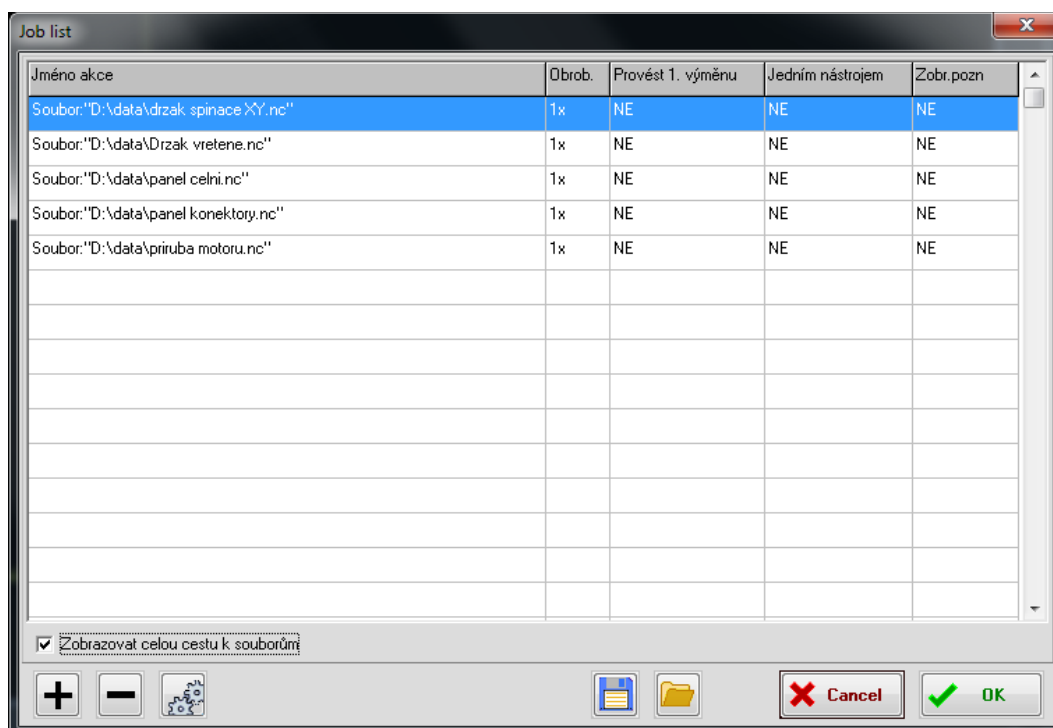 Job list
Jméno akce Obrob. Provést 1. výměnu Jedním nástrojem Zobr.pozn
Soubor:"D:\data\drzak spinace XY.nc" 1x NE NE NE
Soubor:"D:\data\Drzak vretene.nc" 1x NE NE NE
Soubor:"D:\data\panel celni.nc" 1x NE NE NE
Soubor:"D:\data\panel konektory.nc" 1x NE NE NE
Soubor:"D:\data\priruba motoru.nc" 1x NE NE NE
Zobrazovat celou cestu k souborům
Cancel OK